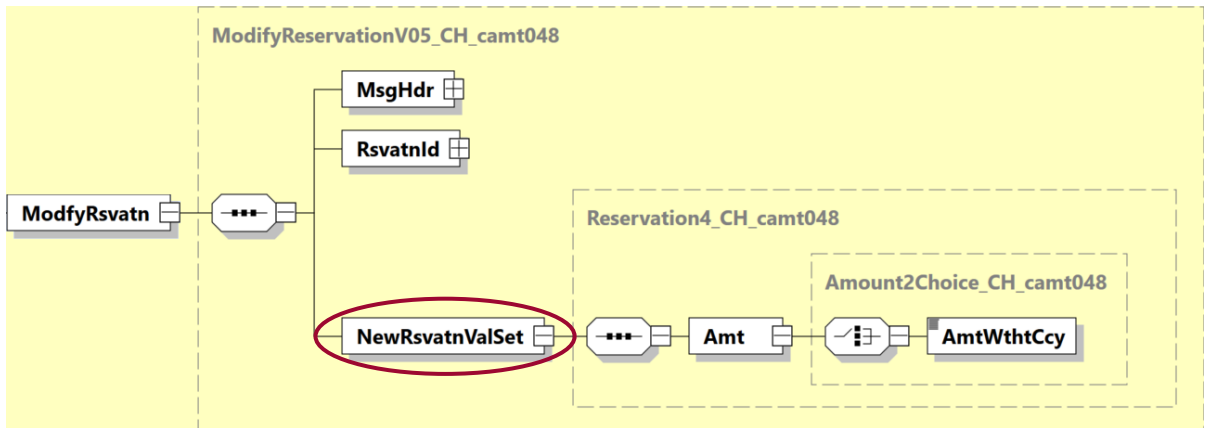 ModifyReservationV05_CH_camt048
MsgHdr
RsvatnId
ModfyRsvatn
Reservation4_CH_camt048
Amount2Choice_CH_camt048
NewRsvatnValSet
Amt
AmtWthtCcy